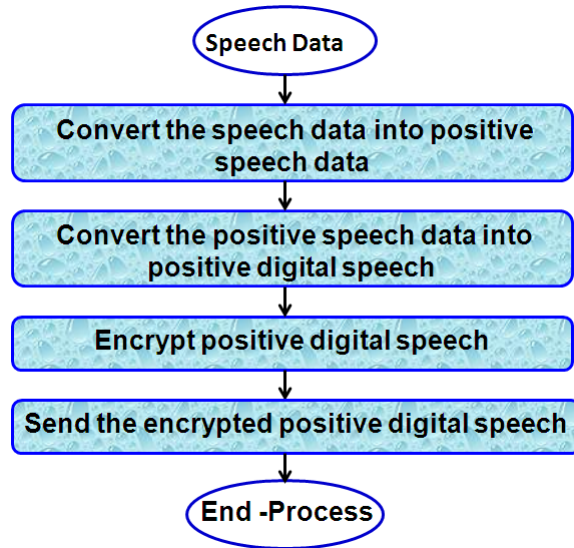 Speech Data
Convert the speech data into positive
speech data
Convert the positive speech data into
positive digital speech
Encrypt positive digital speech
Send the encrypted positive digital speech
End -Process